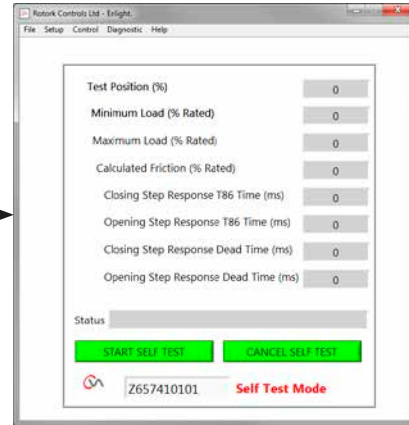 Rotork Controls Ltd - Enlight.
File Setup Control Diagnostic Help
Test Position (%) 0
Minimum Load (% Rated) 0
Maximum Load (% Rated) 0
Calculated Friction (% Rated) 0
Closing Step Response T86 Time (ms) 0
Opening Step Response T86 Time (ms) 0
Closing Step Response Dead Time (ms) 0
Opening Step Response Dead Time (ms) 0
Status
START SELF TEST CANCEL SELF TEST
Z657410101 Self Test Mode